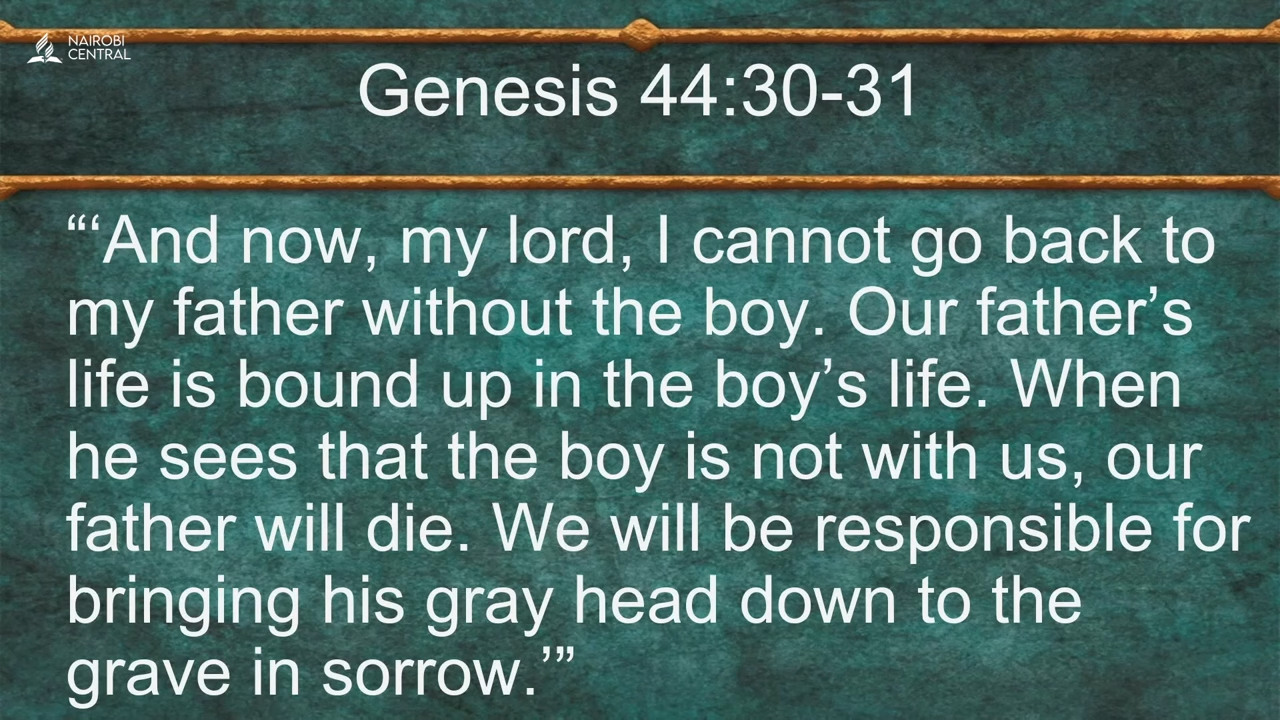 NAIROBI
CENTRAL
Genesis 44:30-31
“‘And now, my lord, I cannot go back to
my father without the boy. Our father’s
life is bound up in the boy’s life. When
he sees that the boy is not with us, our
father will die. We will be responsible for
bringing his gray head down to the
grave in sorrow.’”